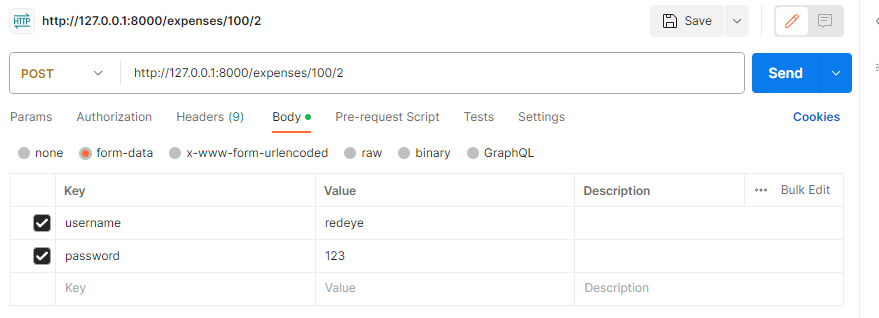 HTTP http://127.0.0.1:8000/expenses/100/2 Save
POST http://127.0.0.1:8000/expenses/100/2 Send
Params Authorization Headers (9) Body Pre-request Script Tests Settings Cookies
none form-data x-www-form-urlencoded raw binary GraphQL
Key Value Description ••• Bulk Edit
username redeye
password 123
Key Value Description